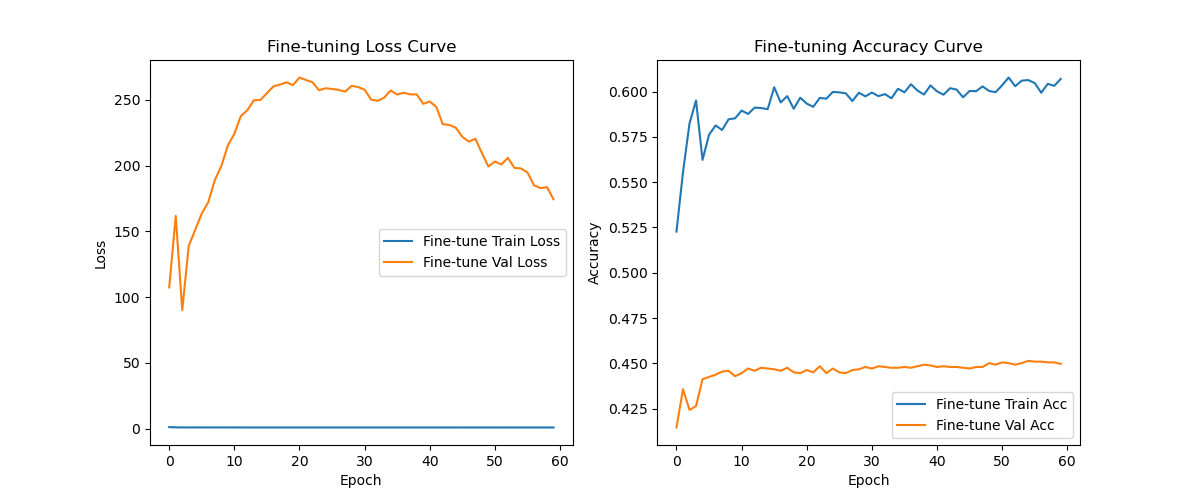 Fine-tuning Loss Curve
Loss
250
200
150
100
50
0
Fine-tune Train Loss
Fine-tune Val Loss
0 10 20 30 40 50 60
Epoch
Fine-tuning Accuracy Curve
Accuracy
0.600
0.575
0.550
0.525
0.500
0.475
0.450
0.425
Fine-tune Train Acc
Fine-tune Val Acc
0 10 20 30 40 50 60
Epoch